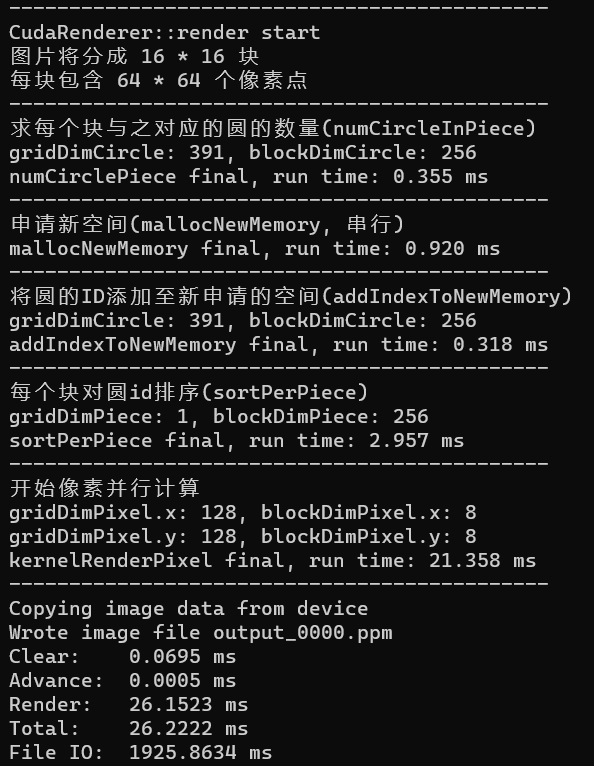 ---------------------------------------------
CudaRenderer::render start
图片将分成 16 * 16 块
每块包含 64 * 64 个像素点
---------------------------------------------
求每个块与之对应的圆的数量(numCircleInPiece)
gridDimCircle: 391, blockDimCircle: 256
numCirclePiece final, run time: 0.355 ms
---------------------------------------------
申请新空间(mallocNewMemory, 串行)
mallocNewMemory final, run time: 0.920 ms
---------------------------------------------
将圆的ID添加至新申请的空间(addIndexToNewMemory)
gridDimCircle: 391, blockDimCircle: 256
addIndexToNewMemory final, run time: 0.318 ms
---------------------------------------------
每个块对圆id排序(sortPerPiece)
gridDimPiece: 1, blockDimPiece: 256
sortPerPiece final, run time: 2.957 ms
---------------------------------------------
开始像素并行计算
gridDimPixel.x: 128, blockDimPixel.x: 8
gridDimPixel.y: 128, blockDimPixel.y: 8
kernelRenderPixel final, run time: 21.358 ms
---------------------------------------------
Copying image data from device
Wrote image file output_0000.ppm
Clear:    0.0695 ms
Advance:  0.0005 ms
Render:   26.1523 ms
Total:    26.2222 ms
File IO:  1925.8634 ms